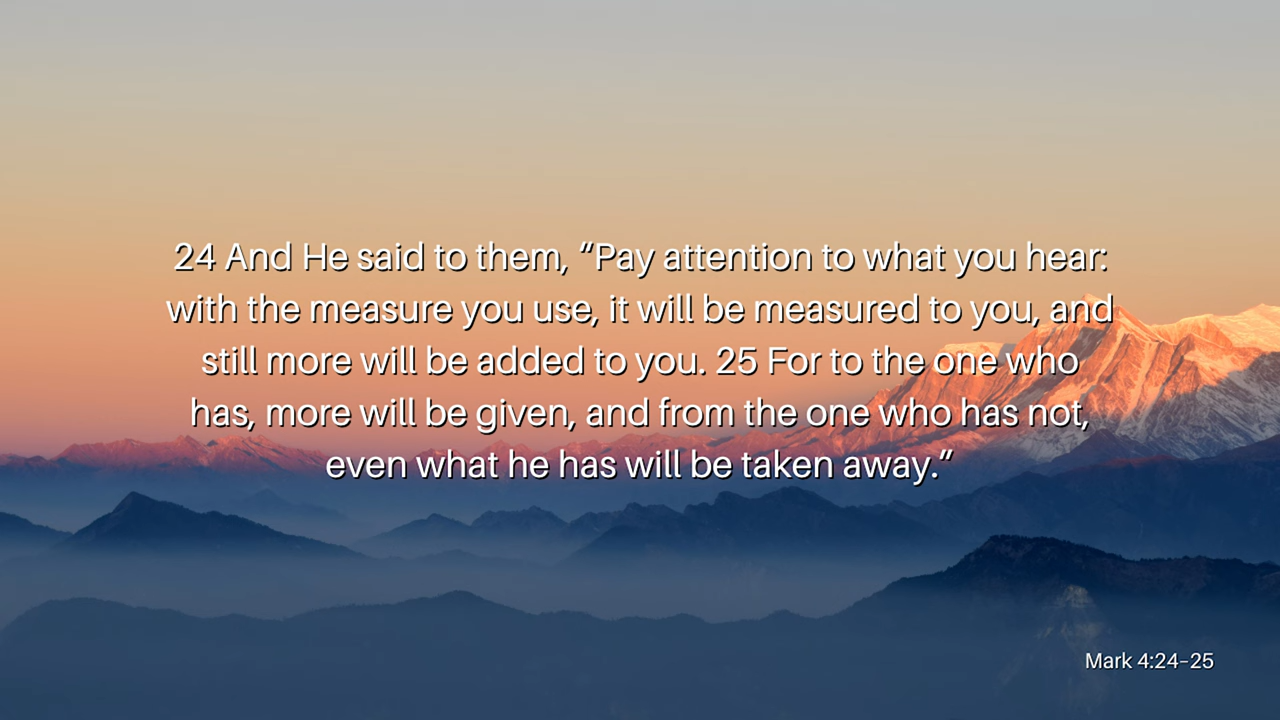 24 And He said to them, “Pay attention to what you hear:
with the measure you use, it will be measured to you, and
still more will be added to you. 25 For to the one who
has, more will be given, and from the one who has not,
even what he has will be taken away.”
Mark 4:24–25